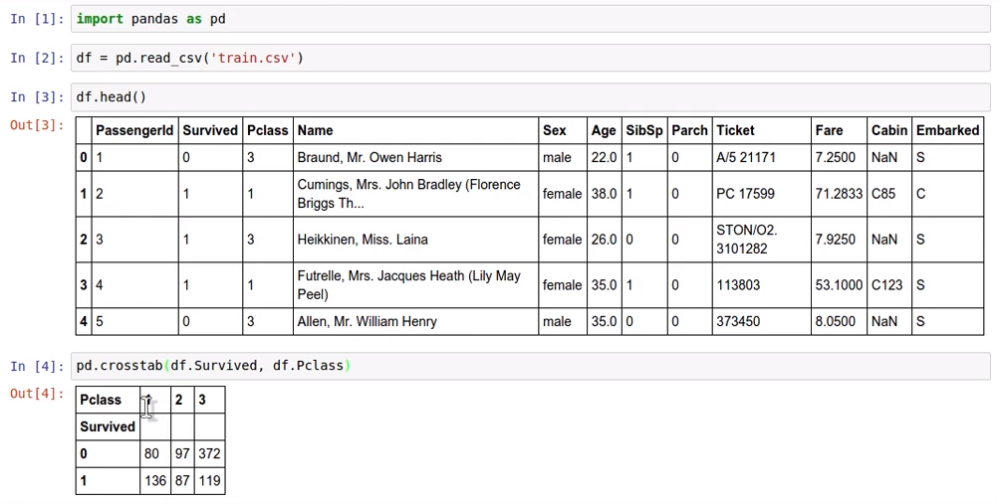 In [1]: import pandas as pd
In [2]: df = pd.read_csv('train.csv')
In [3]: df.head()
Out[3]:
PassengerId Survived Pclass Name Sex Age SibSp Parch Ticket Fare Cabin Embarked
0 1 0 3 Braund, Mr. Owen Harris male 22.0 1 0 A/5 21171 7.2500 NaN S
1 2 1 1 Cumings, Mrs. John Bradley (Florence Briggs Th... female 38.0 1 0 PC 17599 71.2833 C85 C
2 3 1 3 Heikkinen, Miss. Laina female 26.0 0 0 STON/O2. 3101282 7.9250 NaN S
3 4 1 1 Futrelle, Mrs. Jacques Heath (Lily May Peel) female 35.0 1 0 113803 53.1000 C123 S
4 5 0 3 Allen, Mr. William Henry male 35.0 0 0 373450 8.0500 NaN S
In [4]: pd.crosstab(df.Survived, df.Pclass)
Out[4]:
Pclass 1 2 3
Survived
0 80 97 372
1 136 87 119